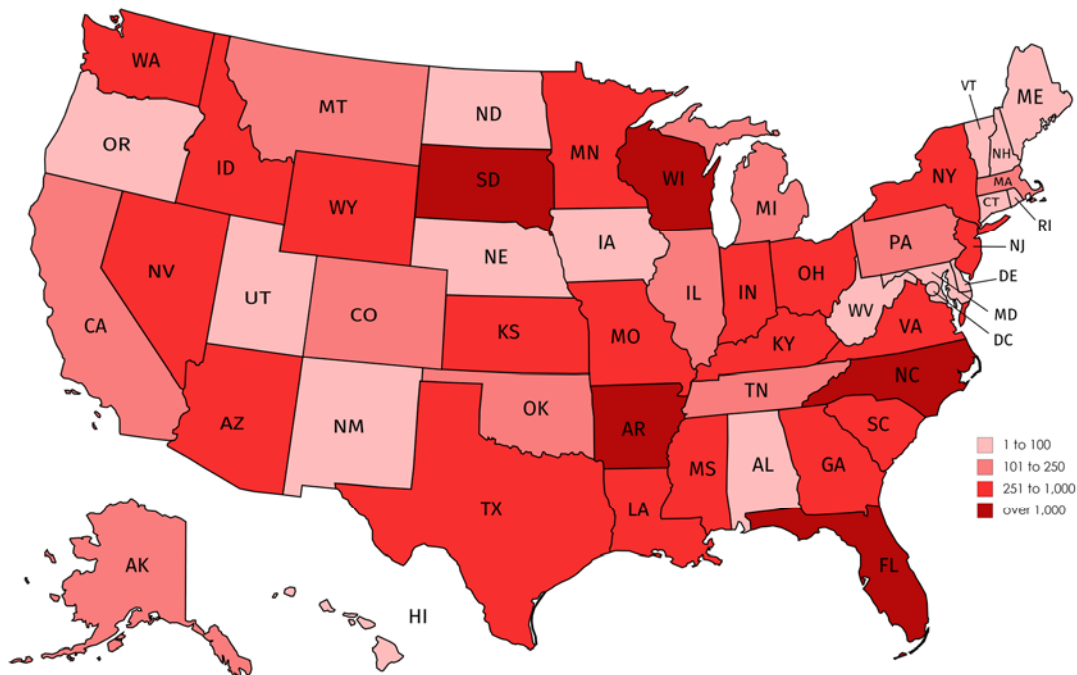 WA
MT
ND
MN
VT
ME
OR
ID
SD
WI
NH
NY
MA
WY
MI
CT
RI
NV
NE
IA
PA
NJ
UT
CO
IL
IN
OH
DE
CA
KS
MO
WV
VA
MD
KY
DC
AZ
NM
OK
TN
NC
AR
SC
TX
LA
MS
AL
GA
1 to 100
101 to 250
251 to 1,000
over 1,000
AK
HI
FL